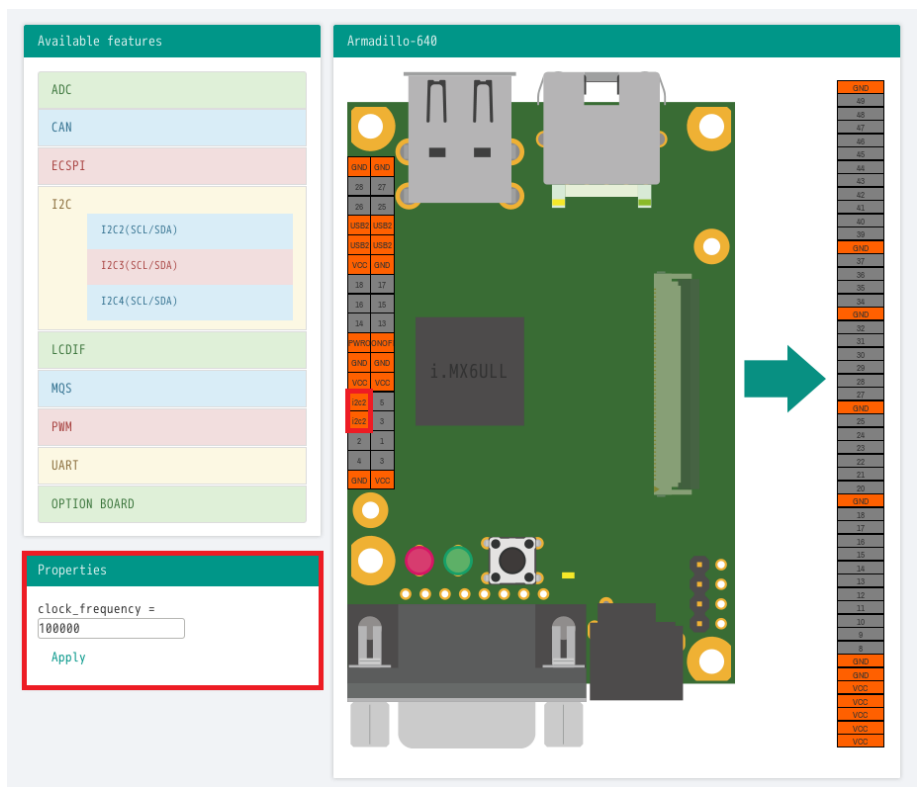 Available features
ADC
CAN
ECSPI
I2C
I2C2(SCL/SDA)
I2C3(SCL/SDA)
I2C4(SCL/SDA)
LCDIF
MQS
PWM
UART
OPTION BOARD
Properties
clock_frequency =
100000
Apply
Armadillo-640
GND GND
28 27
26 25
USB2 USB2
USB2 USB2
VCC GND
18 17
16 15
14 13
PWRO ONOF
GND GND
VCC VCC
i2c2 5
i2c2 3
2 1
4 3
GND VCC
i.MX6ULL
GND
49
48
47
46
45
44
43
42
41
40
39
GND
37
36
35
34
GND
32
31
30
29
28
27
GND
25
24
23
22
21
20
GND
18
17
16
15
14
13
12
11
10
9
8
GND
GND
VCC
VCC
VCC
VCC
VCC